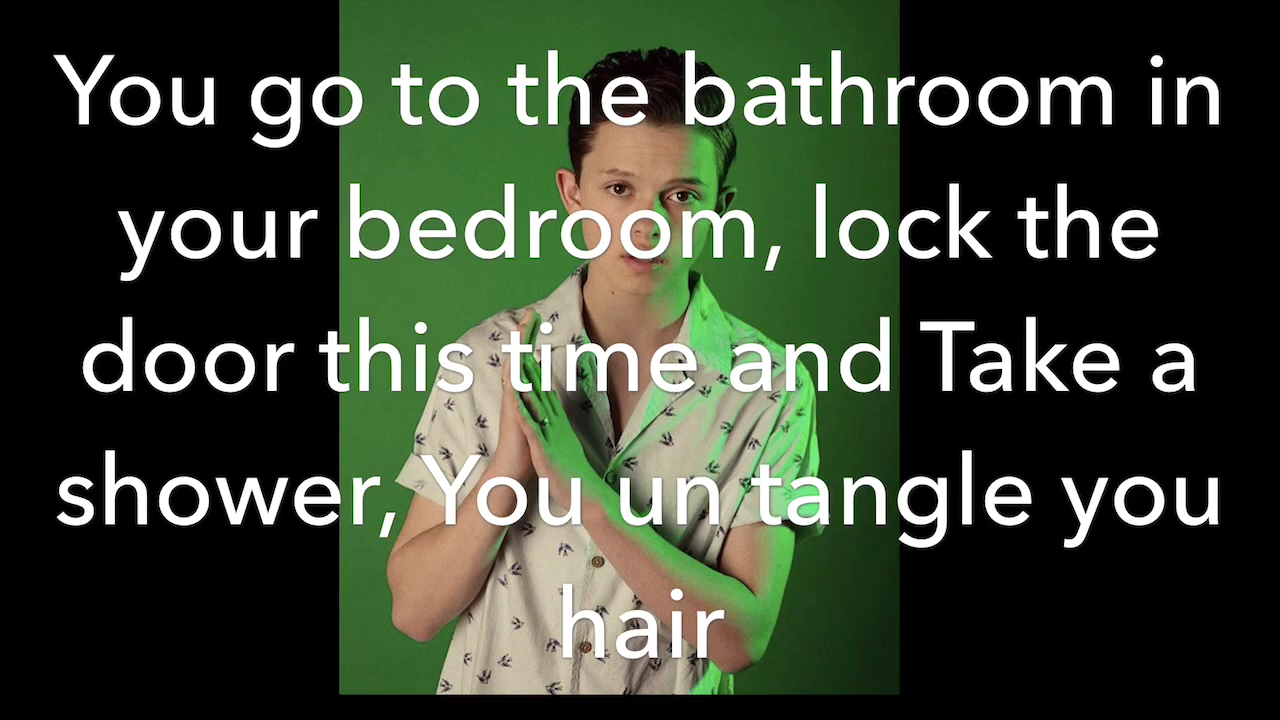 You go to the bathroom in
your bedroom, lock the
door this time and Take a
shower, You un tangle you
hair